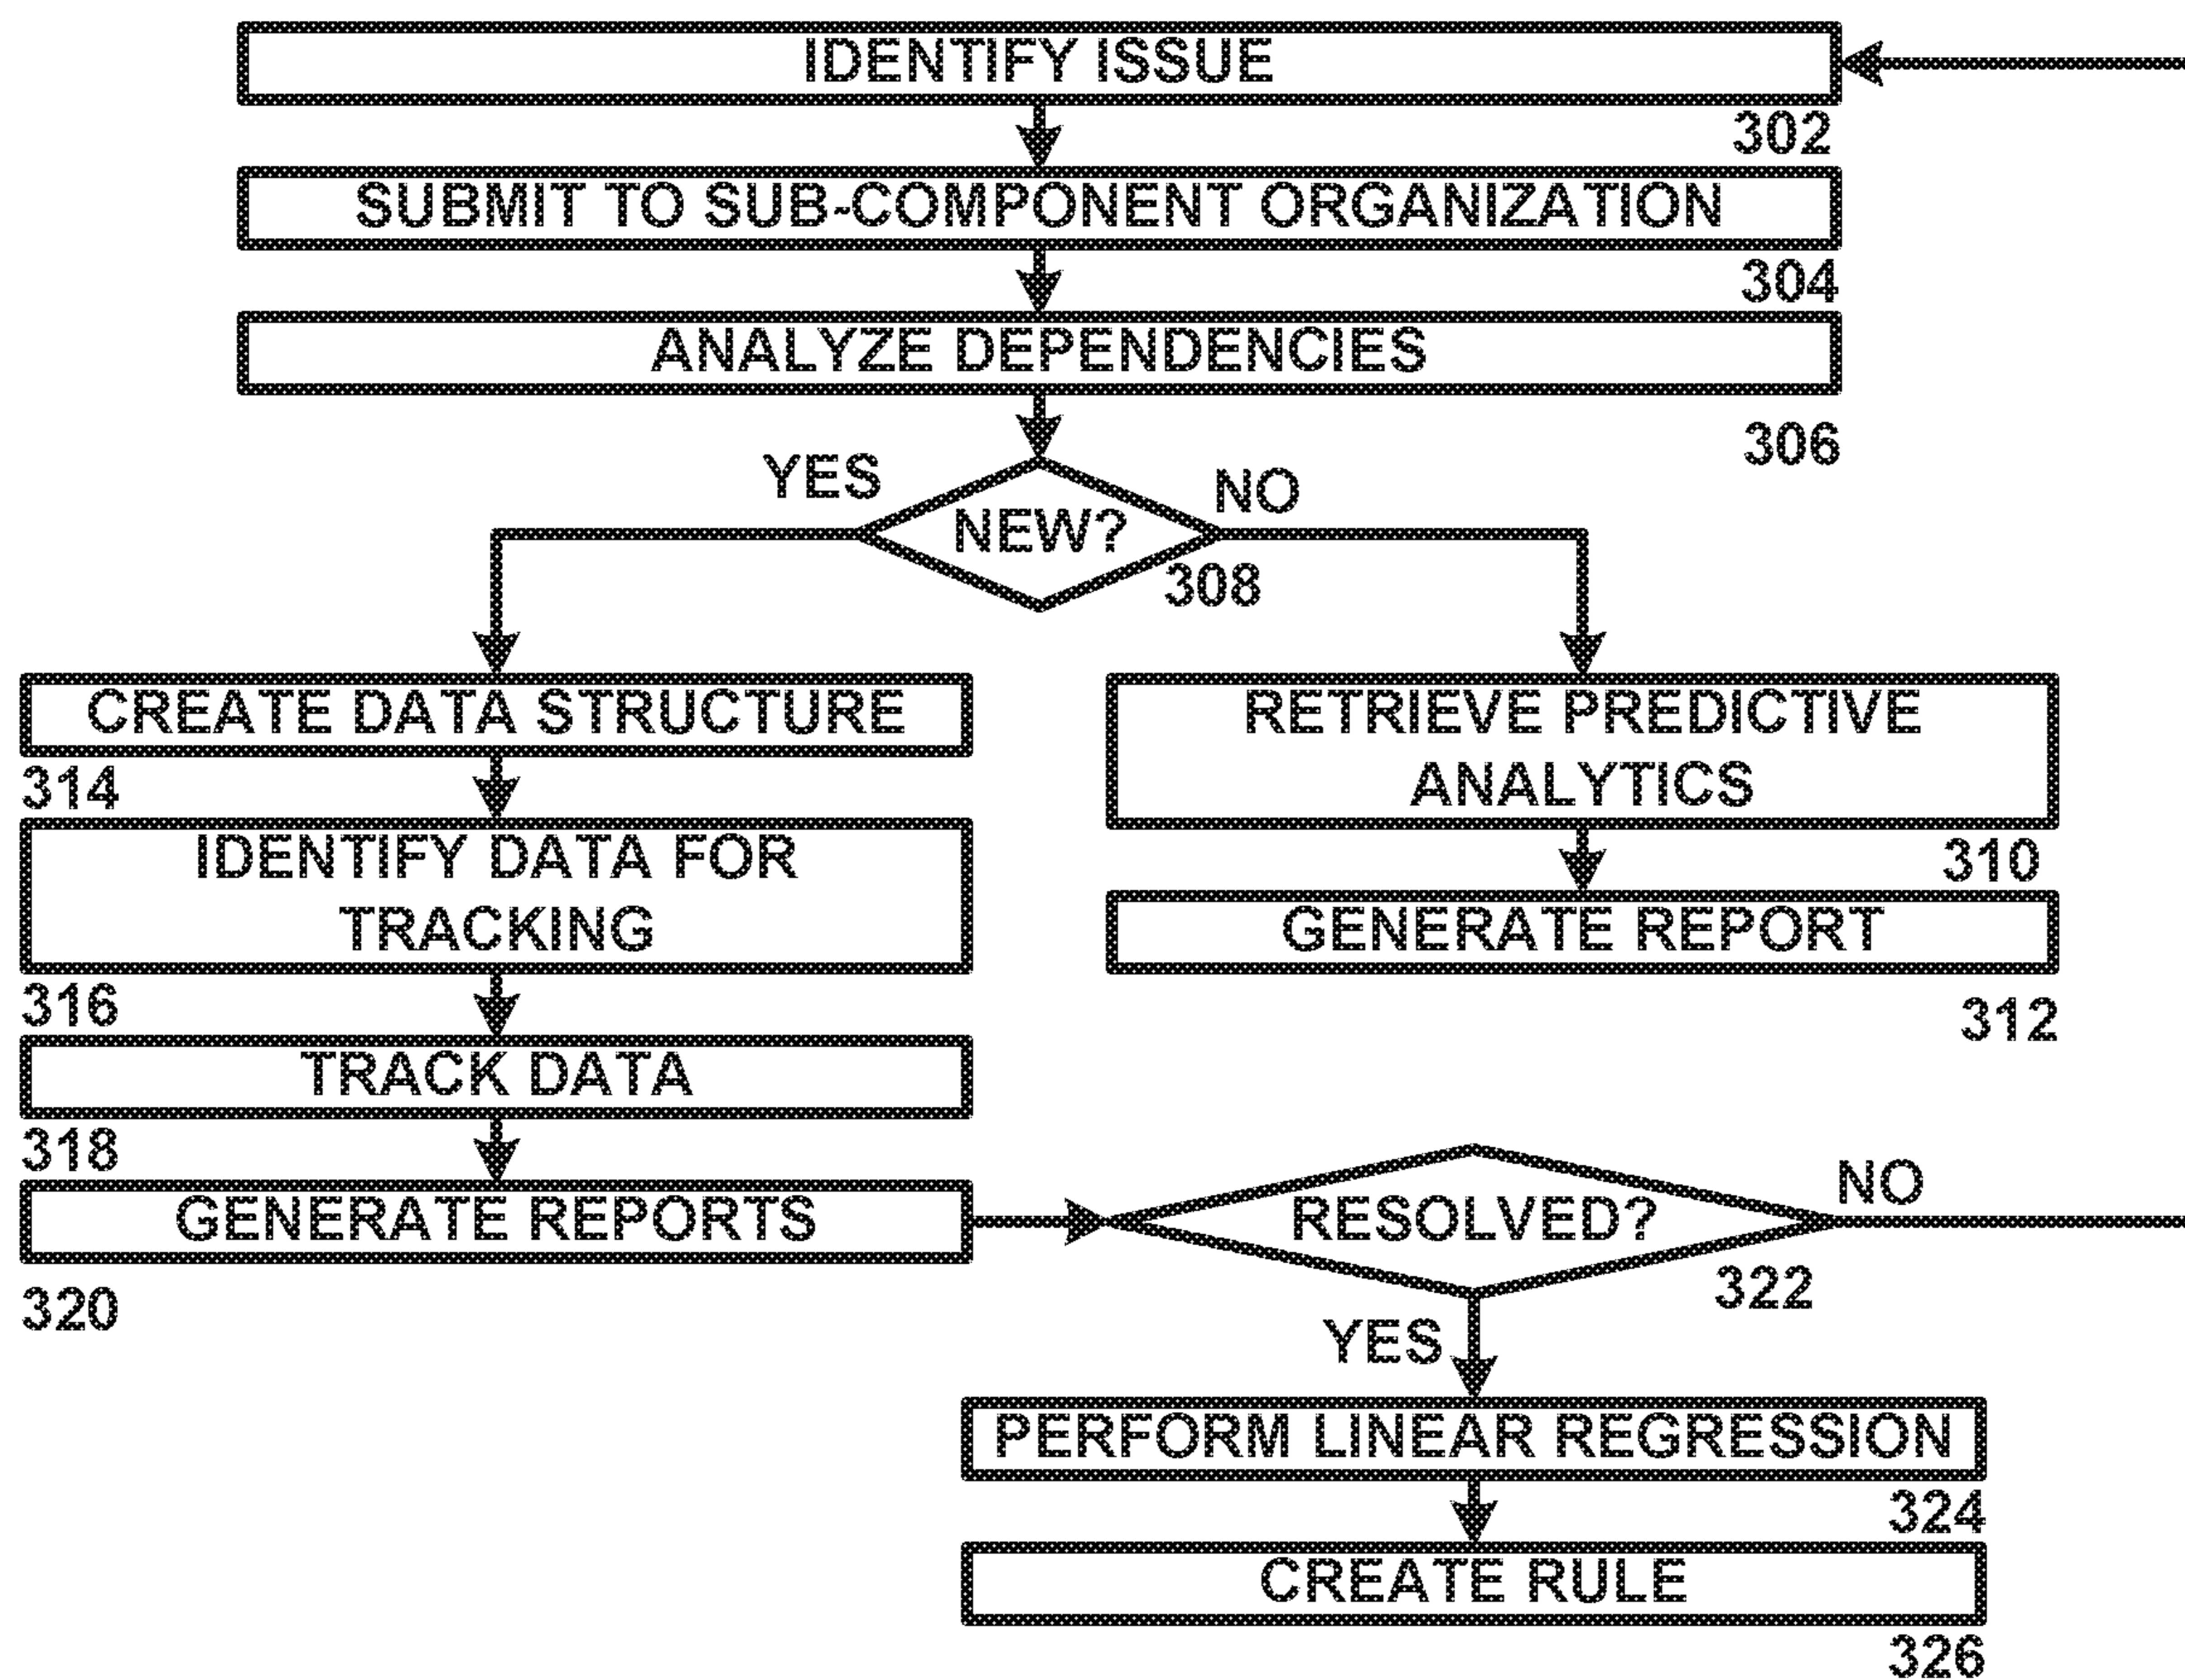 IDENTIFY ISSUE
302
SUBMIT TO SUB-COMPONENT ORGANIZATION
304
ANALYZE DEPENDENCIES
306
YES
NO
NEW?
308
CREATE DATA STRUCTURE
314
RETRIEVE PREDICTIVE
ANALYTICS
310
IDENTIFY DATA FOR
TRACKING
316
GENERATE REPORT
312
TRACK DATA
318
GENERATE REPORTS
320
RESOLVED?
NO
322
YES
PERFORM LINEAR REGRESSION
324
CREATE RULE
326